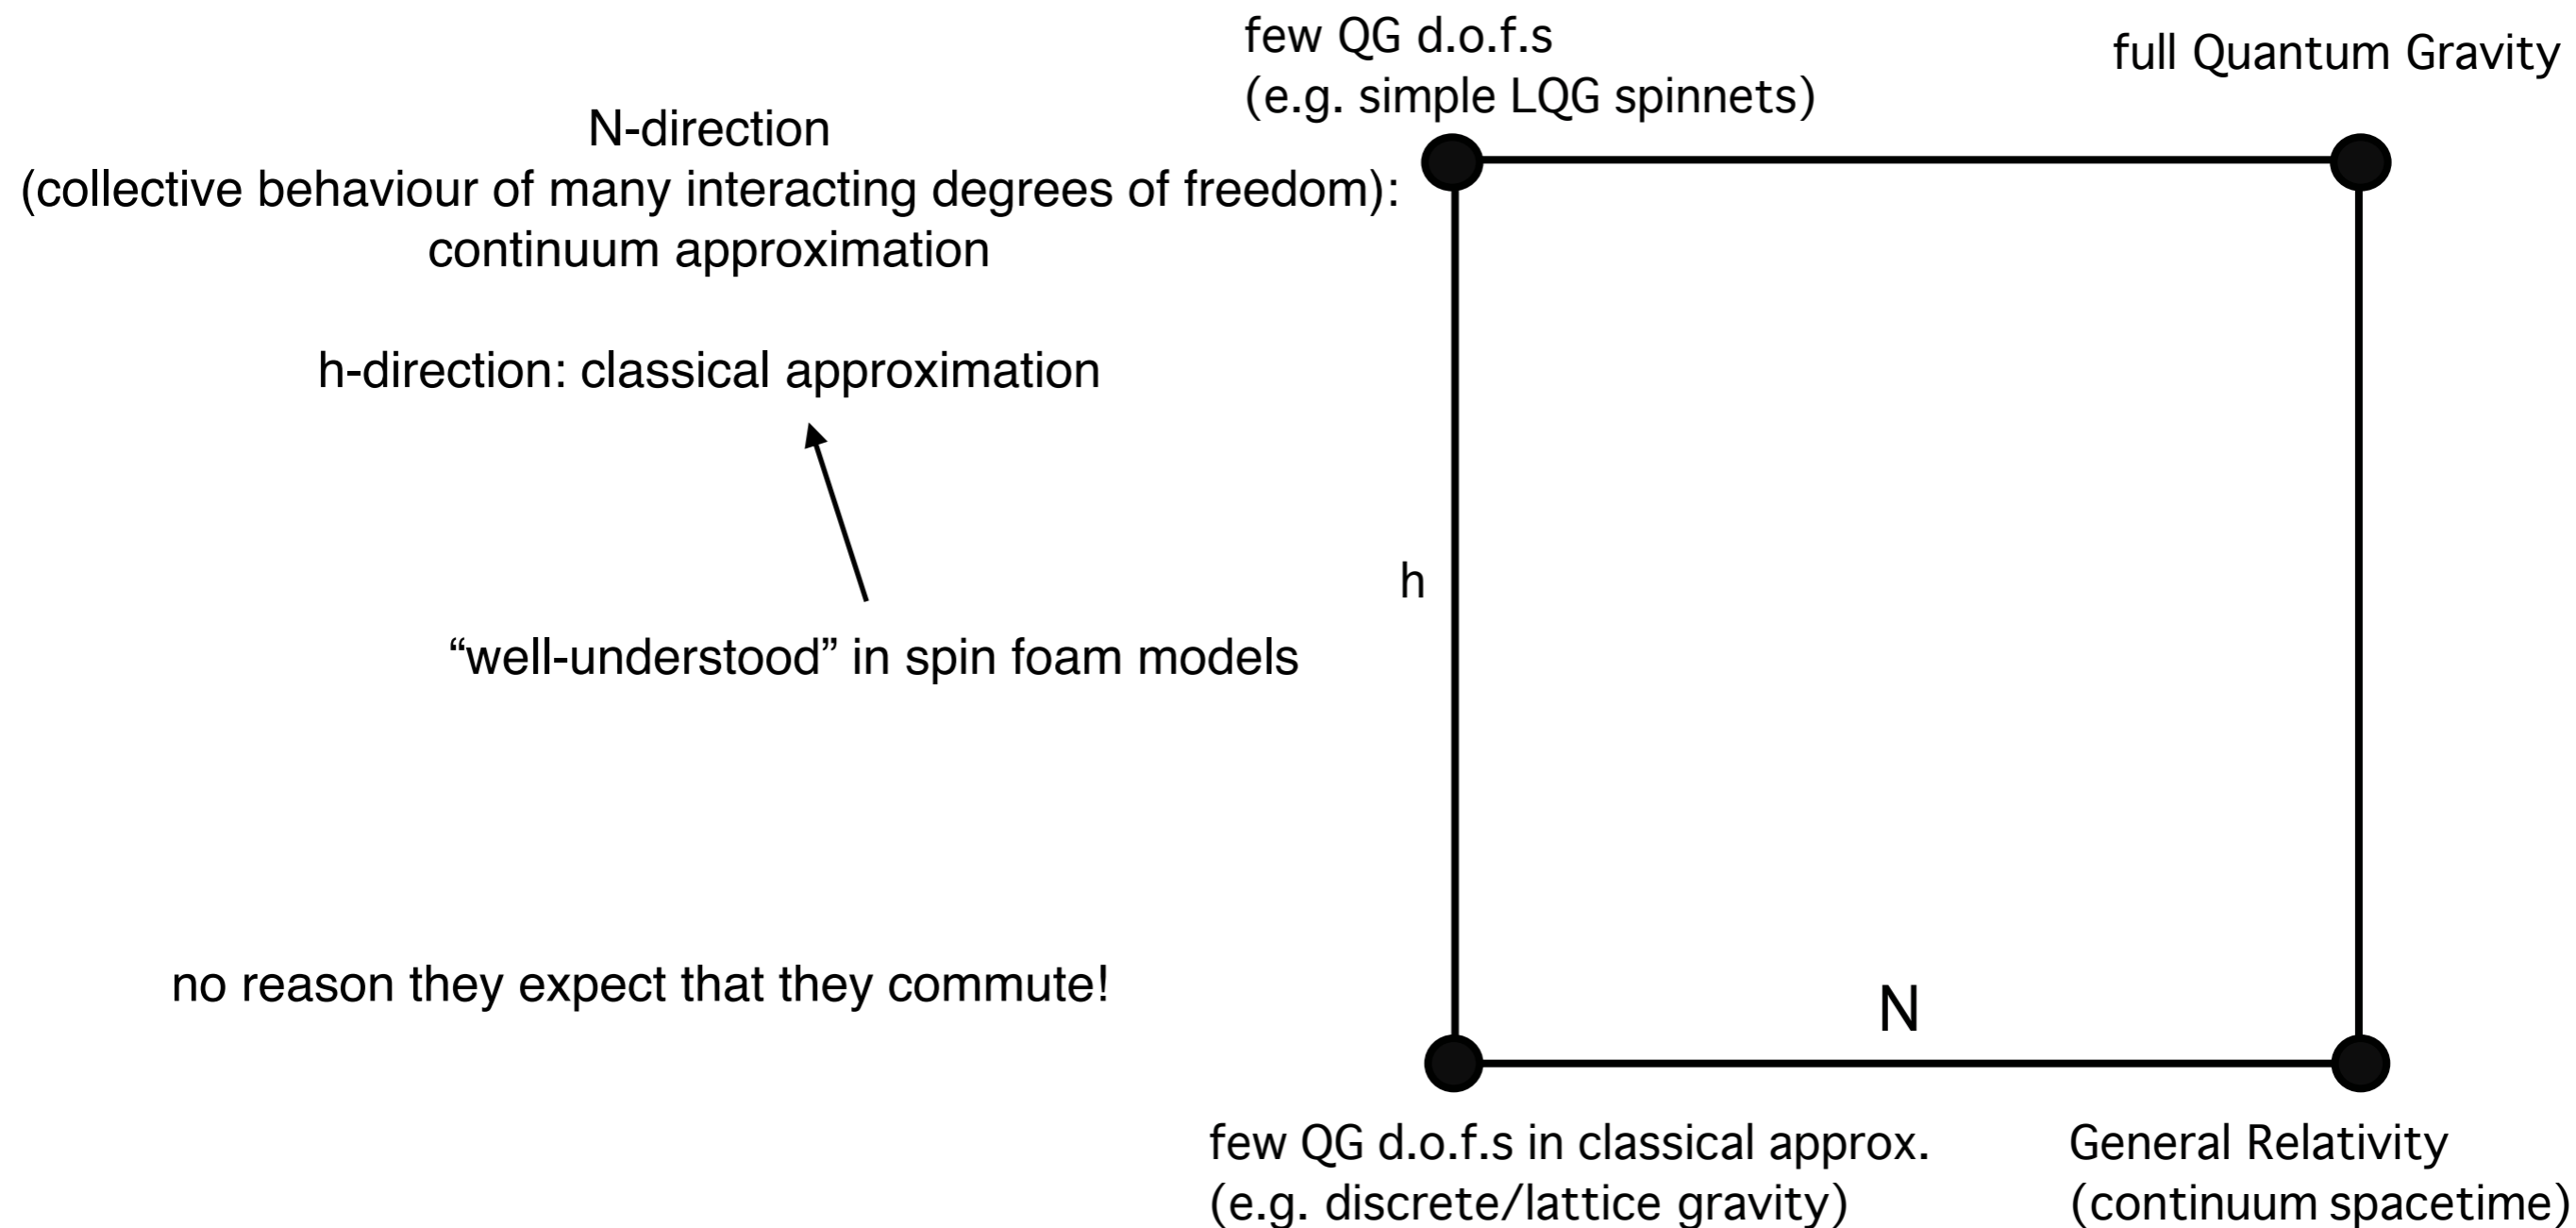 few QG d.o.f.s
(e.g. simple LQG spinnets)
full Quantum Gravity
N-direction
(collective behaviour of many interacting degrees of freedom):
continuum approximation
h-direction: classical approximation
h
“well-understood” in spin foam models
no reason they expect that they commute!
N
few QG d.o.f.s in classical approx.
(e.g. discrete/lattice gravity)
General Relativity
(continuum spacetime)